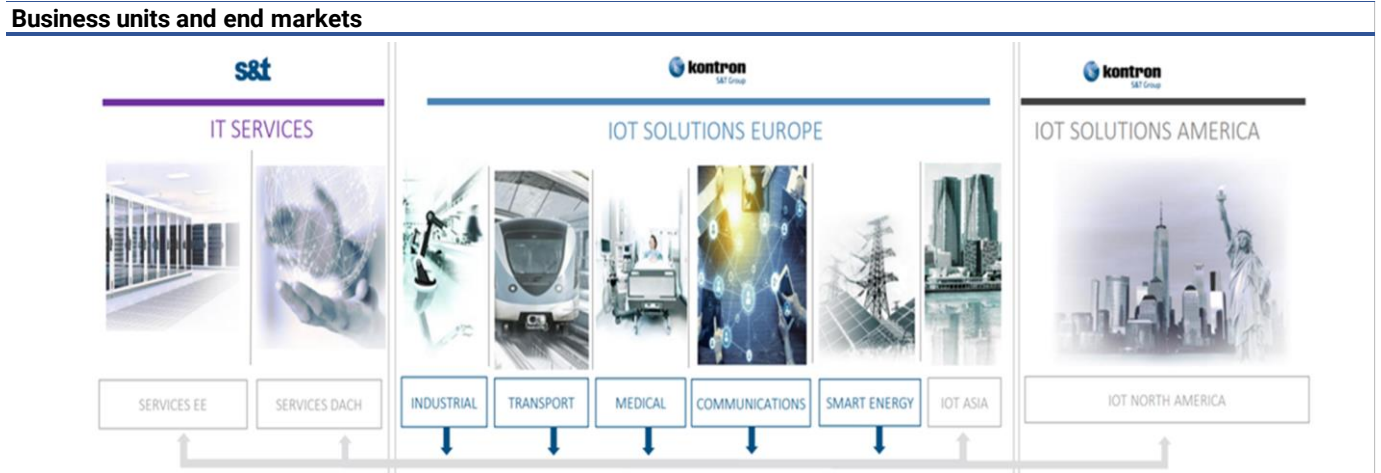 Business units and end markets
s&t
kontron
S&T Group
kontron
S&T Group
IT SERVICES
IOT SOLUTIONS EUROPE
IOT SOLUTIONS AMERICA
SERVICES EE
SERVICES DACH
INDUSTRIAL
TRANSPORT
MEDICAL
COMMUNICATIONS
SMART ENERGY
IOT ASIA
IOT NORTH AMERICA